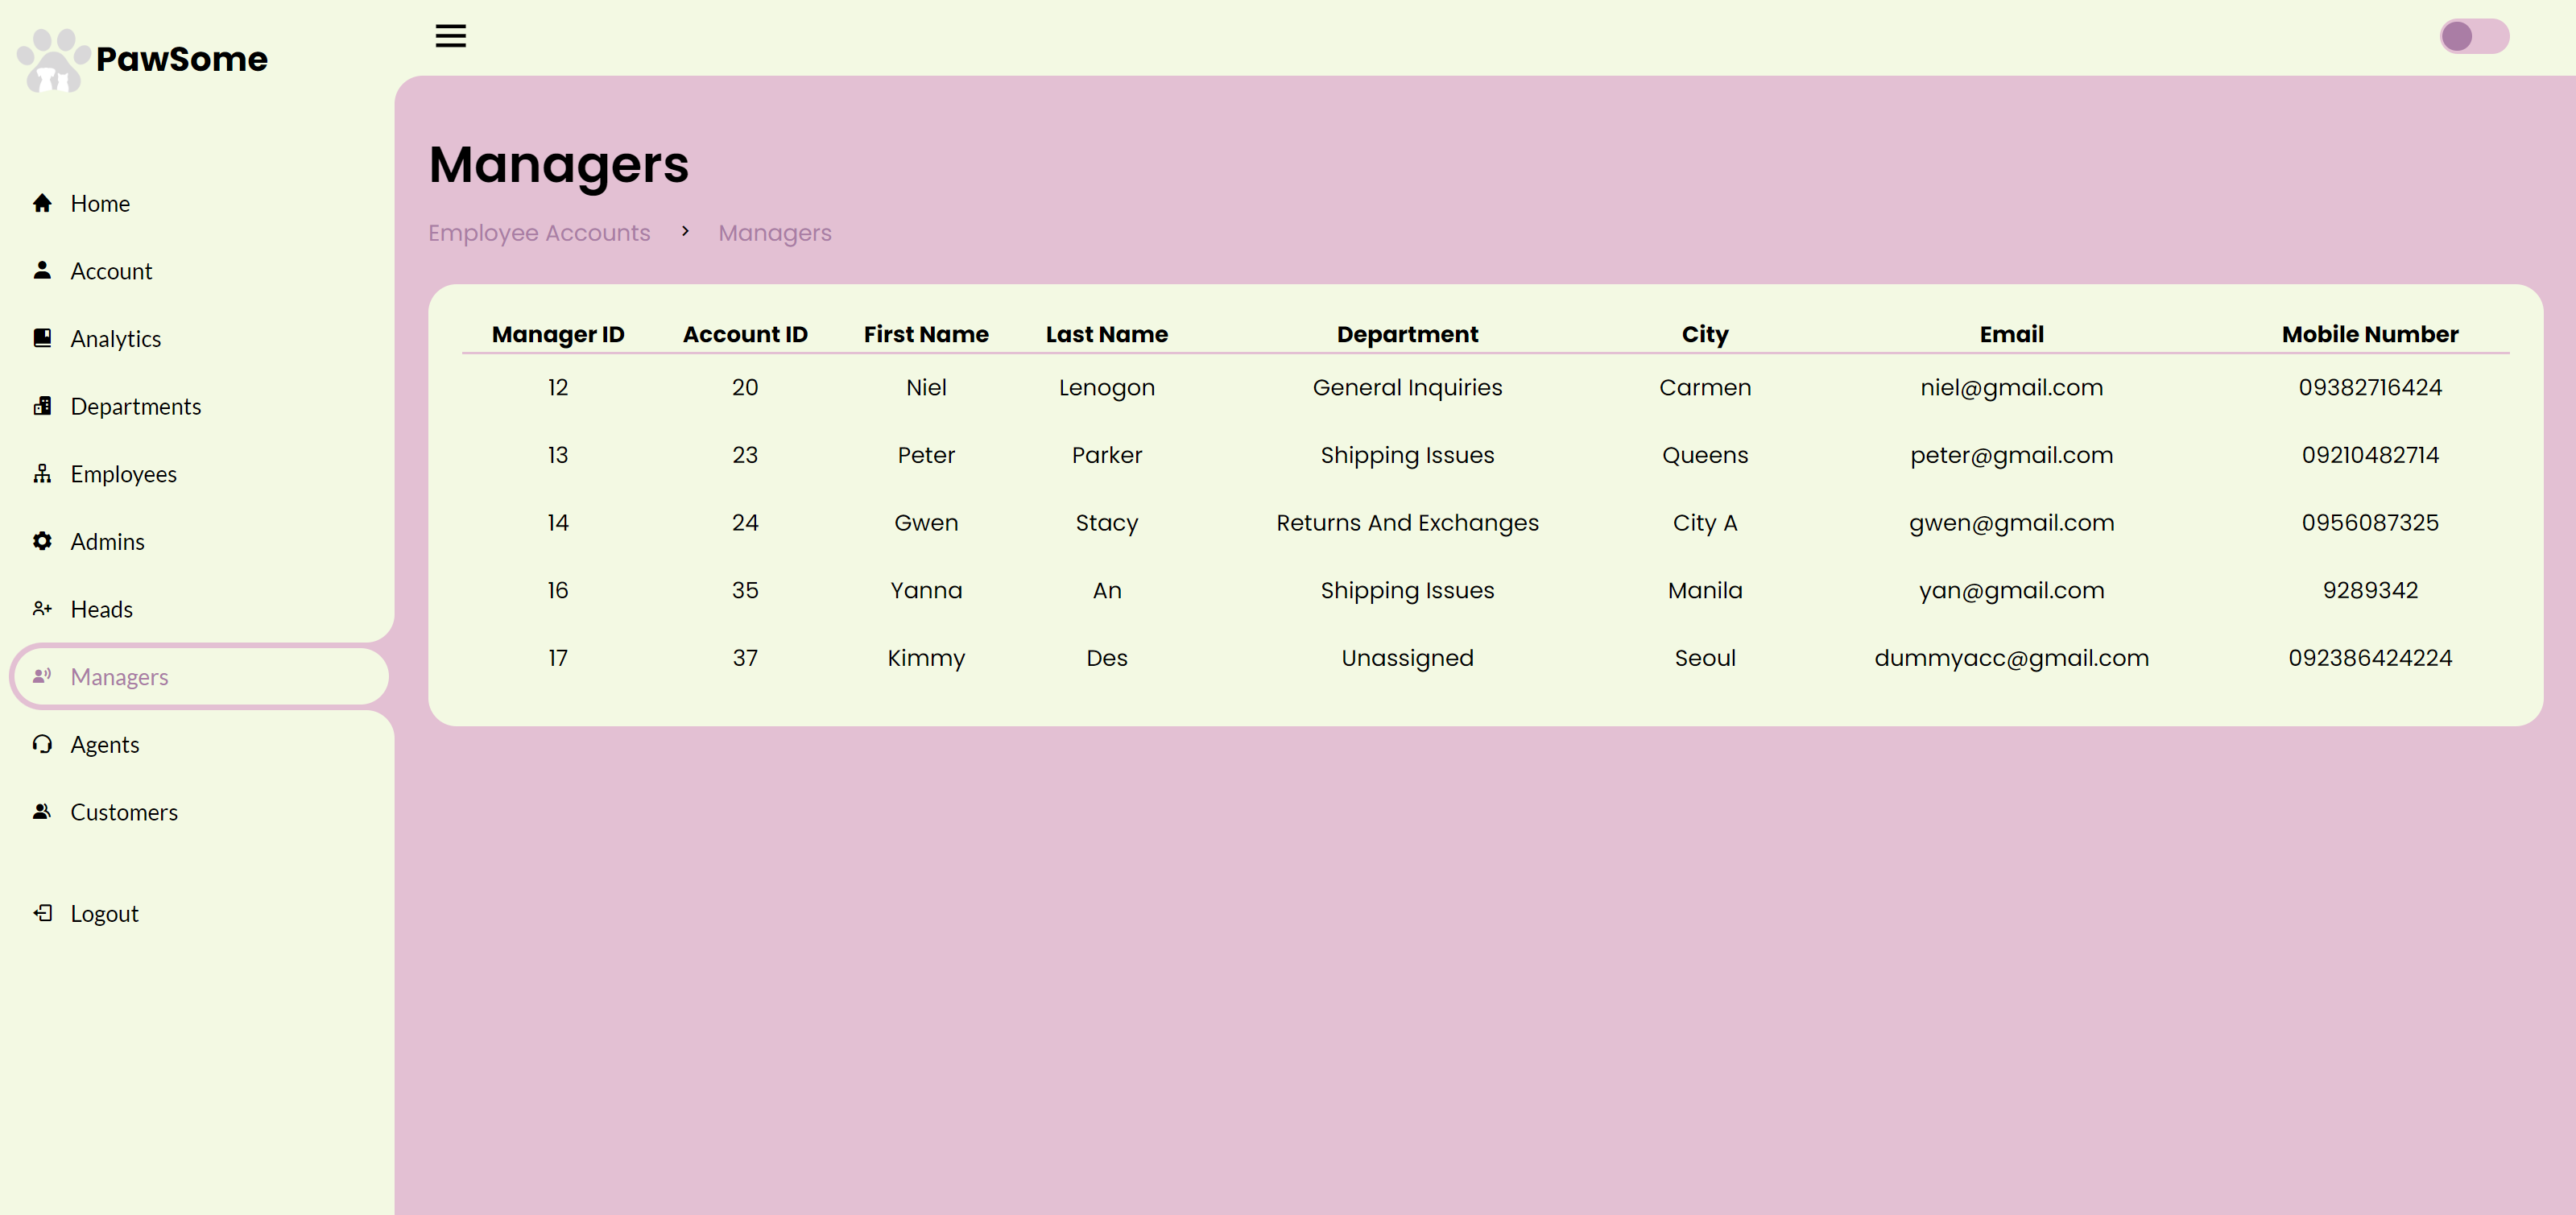 PawSome
Home
Account
Analytics
Departments
Employees
Admins
Heads
Managers
Agents
Customers
Logout
Managers
Employee Accounts > Managers
Manager ID Account ID First Name Last Name Department City Email Mobile Number
12 20 Niel Lenogon General Inquiries Carmen niel@gmail.com 09382716424
13 23 Peter Parker Shipping Issues Queens peter@gmail.com 09210482714
14 24 Gwen Stacy Returns And Exchanges City A gwen@gmail.com 0956087325
16 35 Yanna An Shipping Issues Manila yan@gmail.com 9289342
17 37 Kimmy Des Unassigned Seoul dummyacc@gmail.com 092386424224